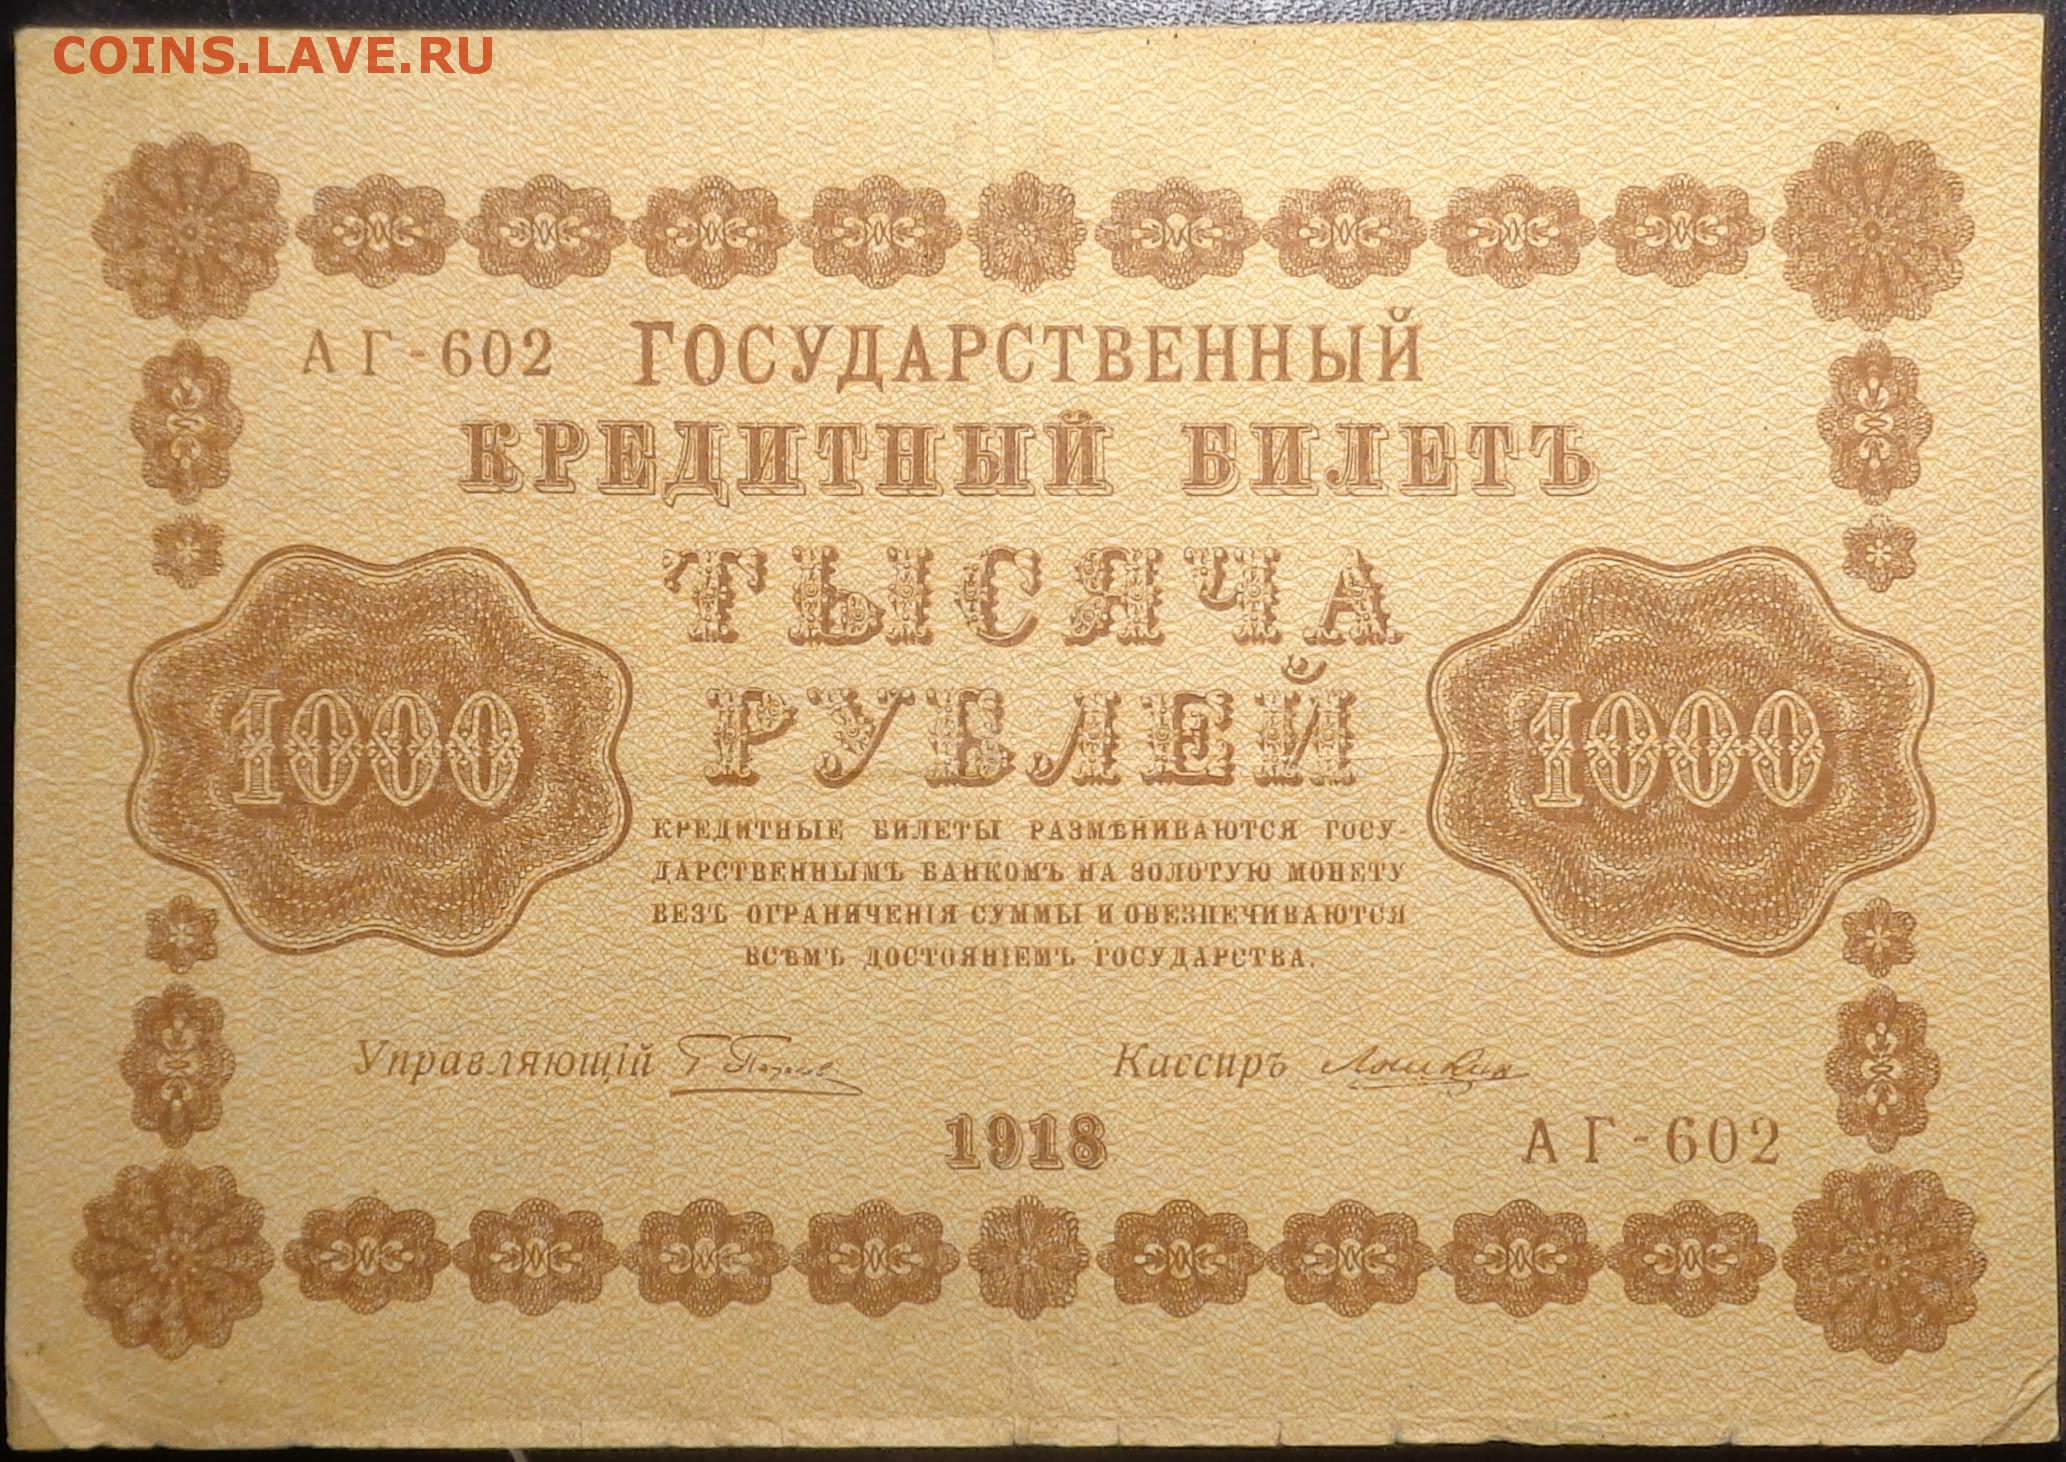 COINS.LAVE.RU
АГ-602 ГОСУДАРСТВЕННЫЙ
КРЕДИТНЫЙ БИЛЕТЪ
ТЫСЯЧА
РУБЛЕЙ
1000 1000
КРЕДИТНЫЕ БИЛЕТЫ РАЗМѢНИВАЮТСЯ ГОСУ-
ДАРСТВЕННЫМЪ БАНКОМЪ НА ЗОЛОТУЮ МОНЕТУ
БЕЗЪ ОГРАНИЧЕНІЯ СУММЫ И ОБЕЗПЕЧИВАЮТСЯ
ВСѢМЪ ДОСТОЯНІЕМЪ ГОСУДАРСТВА.
Управляющій Кассиръ
1918
АГ-602